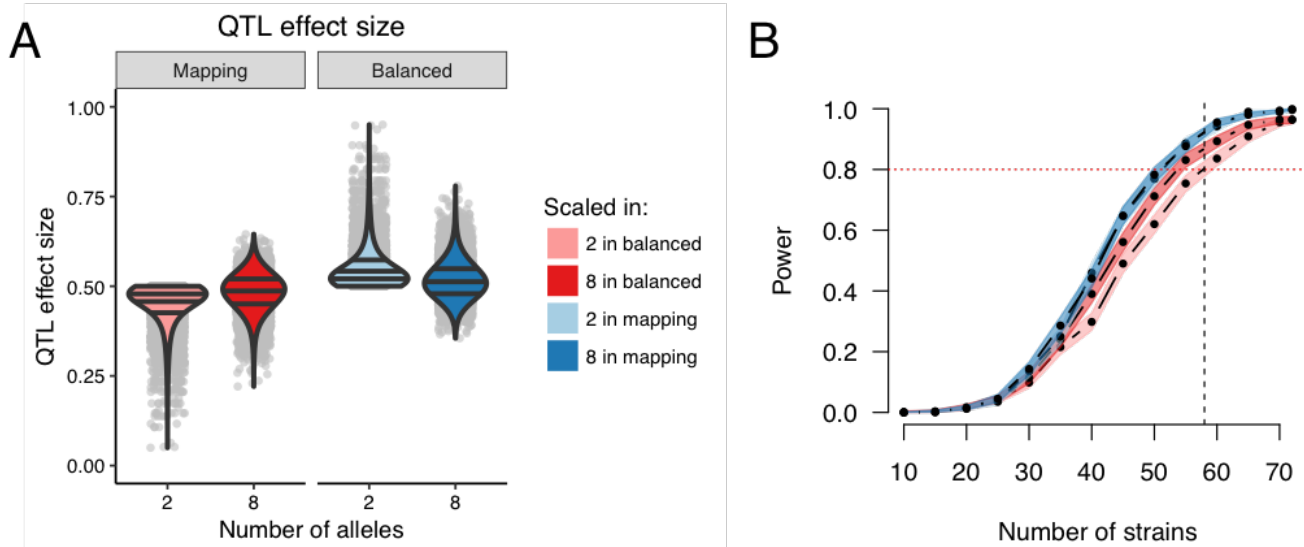 A
QTL effect size
Mapping
Balanced
QTL effect size
1.00
0.75
0.50
0.25
0.00
2
8
2
8
Number of alleles
Scaled in:
2 in balanced
8 in balanced
2 in mapping
8 in mapping
B
Power
1.0
0.8
0.6
0.4
0.2
0.0
10
20
30
40
50
60
70
Number of strains